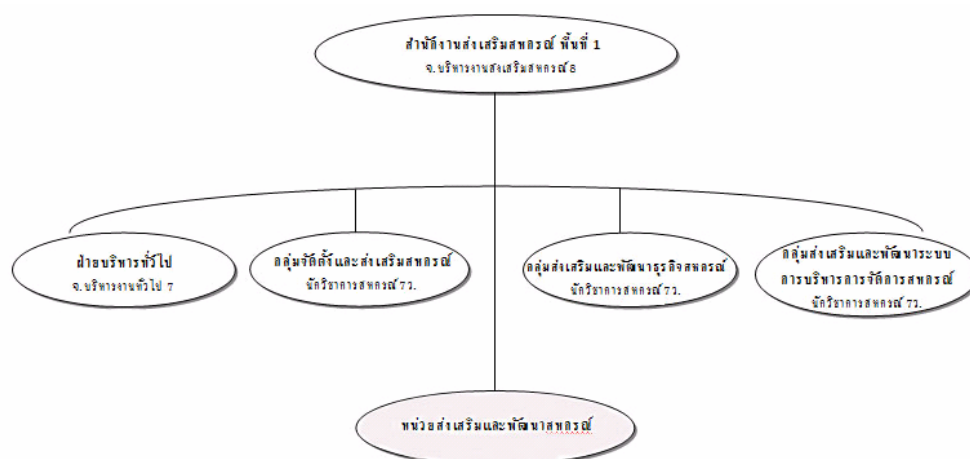 สำนักงานส่งเสริมสหกรณ์ พื้นที่ 1
จ.บริหารงานส่งเสริมสหกรณ์ 8
ฝ่ายบริหารทั่วไป
จ.บริหารงานทั่วไป 7
กลุ่มจัดตั้งและส่งเสริมสหกรณ์
นักวิชาการสหกรณ์ 7ว.
กลุ่มส่งเสริมและพัฒนาธุรกิจสหกรณ์
นักวิชาการสหกรณ์ 7ว.
กลุ่มส่งเสริมและพัฒนาระบบ
การบริหารการจัดการสหกรณ์
นักวิชาการสหกรณ์ 7ว.
หน่วยส่งเสริมและพัฒนาสหกรณ์